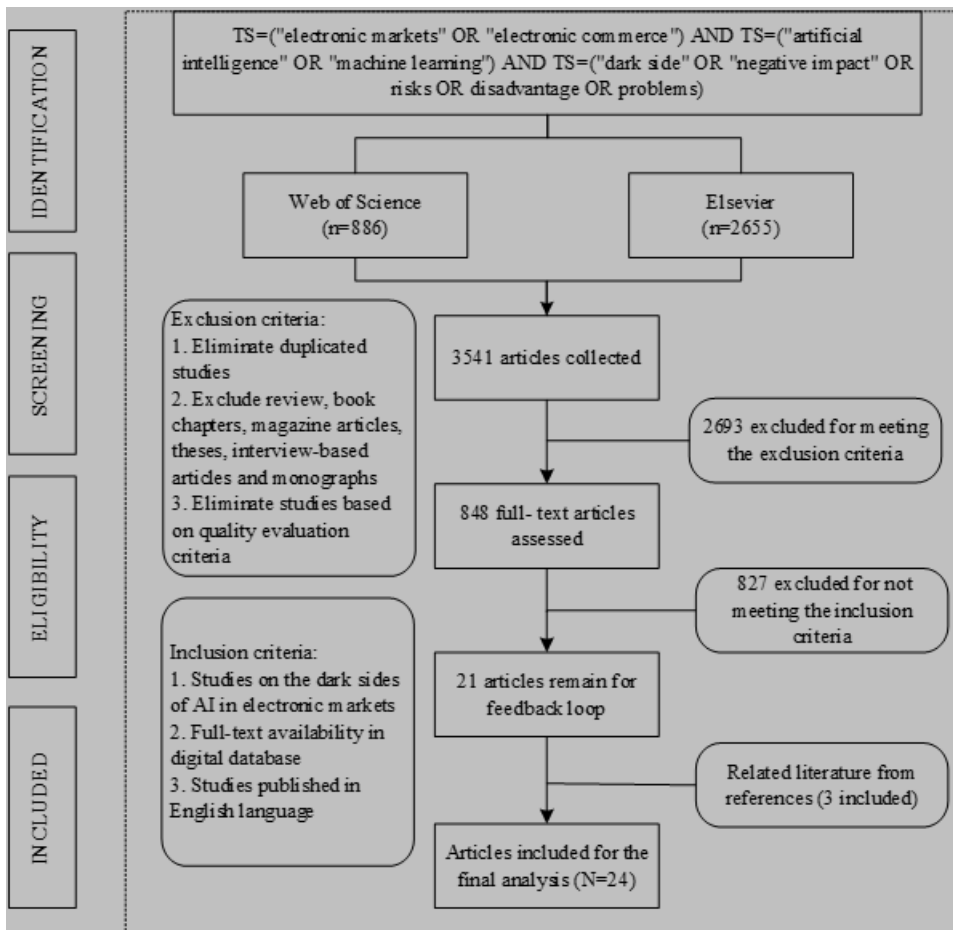 IDENTIFICATION
TS=("electronic markets" OR "electronic commerce") AND TS=("artificial
intelligence" OR "machine learning") AND TS=("dark side" OR "negative impact" OR
risks OR disadvantage OR problems)
Web of Science
(n=886)
Elsevier
(n=2655)
SCREENING
Exclusion criteria:
1. Eliminate duplicated
studies
2. Exclude review, book
chapters, magazine articles,
theses, interview-based
articles and monographs
3. Eliminate studies based
on quality evaluation
criteria
3541 articles collected
2693 excluded for meeting
the exclusion criteria
ELIGIBILITY
848 full- text articles
assessed
827 excluded for not
meeting the inclusion
criteria
Inclusion criteria:
1. Studies on the dark sides
of AI in electronic markets
2. Full-text availability in
digital database
3. Studies published in
English language
21 articles remain for
feedback loop
INCLUDED
Related literature from
references (3 included)
Articles included for the
final analysis (N=24)